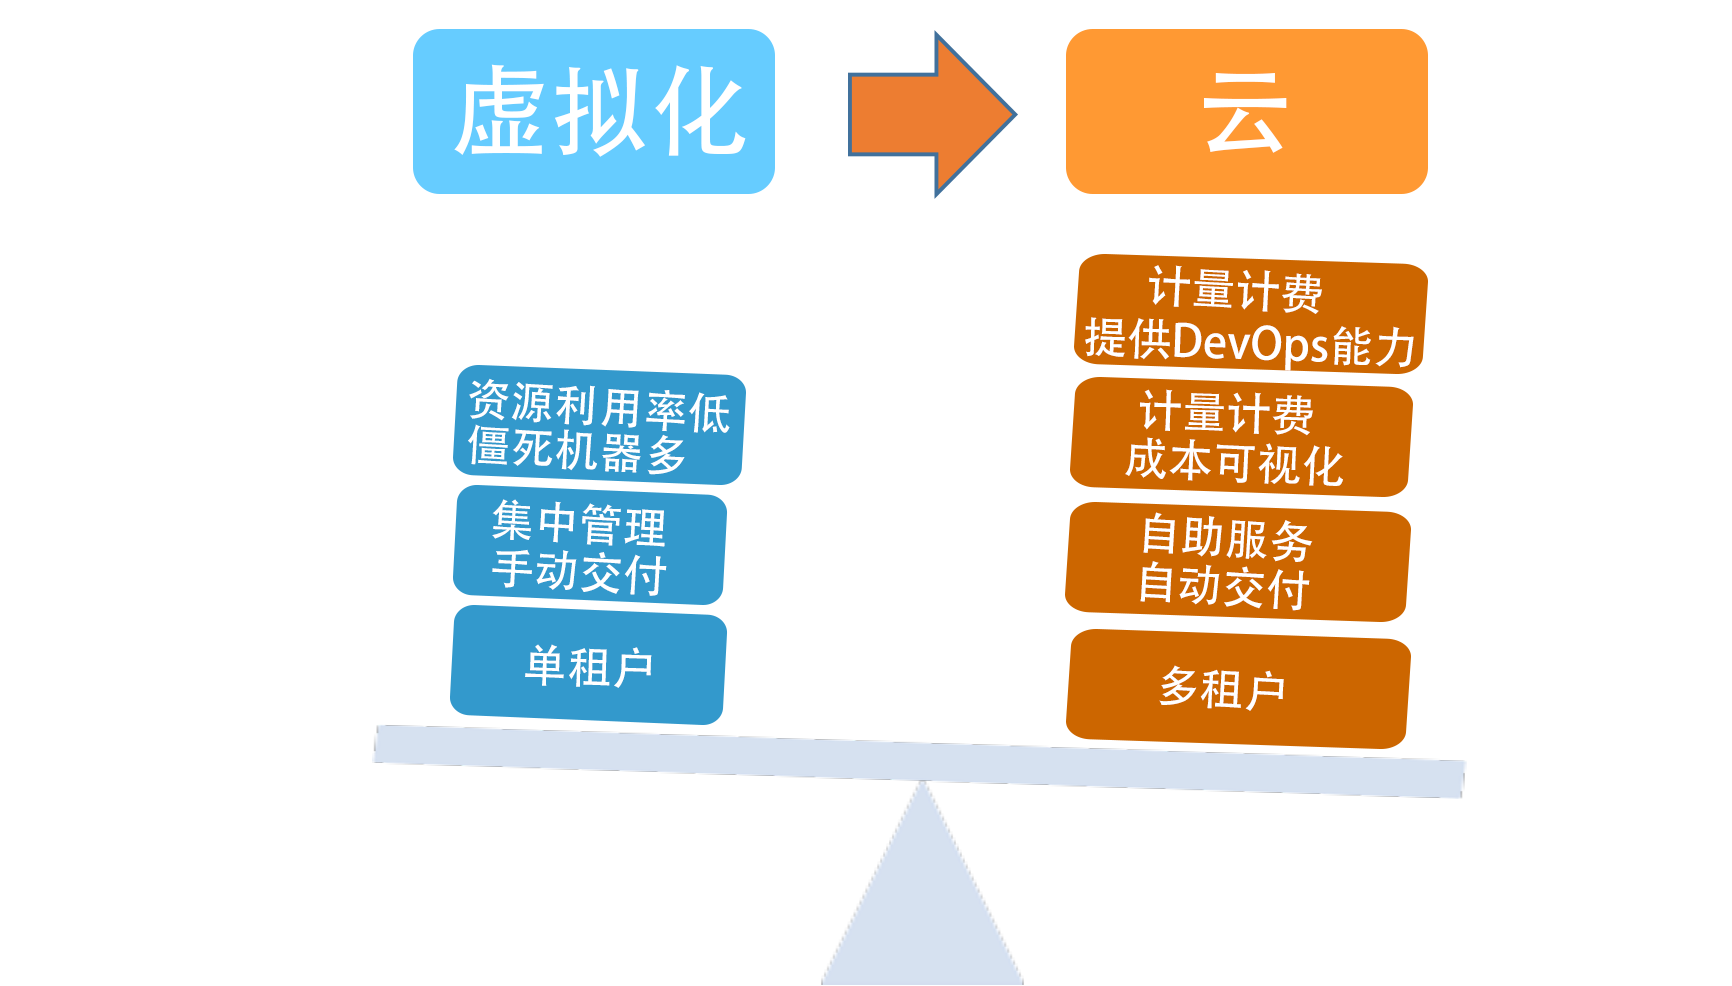 虚拟化
云
资源利用率低
僵死机器多
集中管理
手动交付
单租户
计量计费
提供DevOps能力
计量计费
成本可视化
自助服务
自动交付
多租户